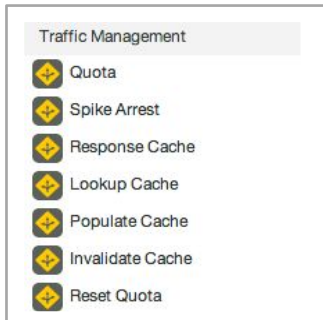 Traffic Management
Quota
Spike Arrest
Response Cache
Lookup Cache
Populate Cache
Invalidate Cache
Reset Quota